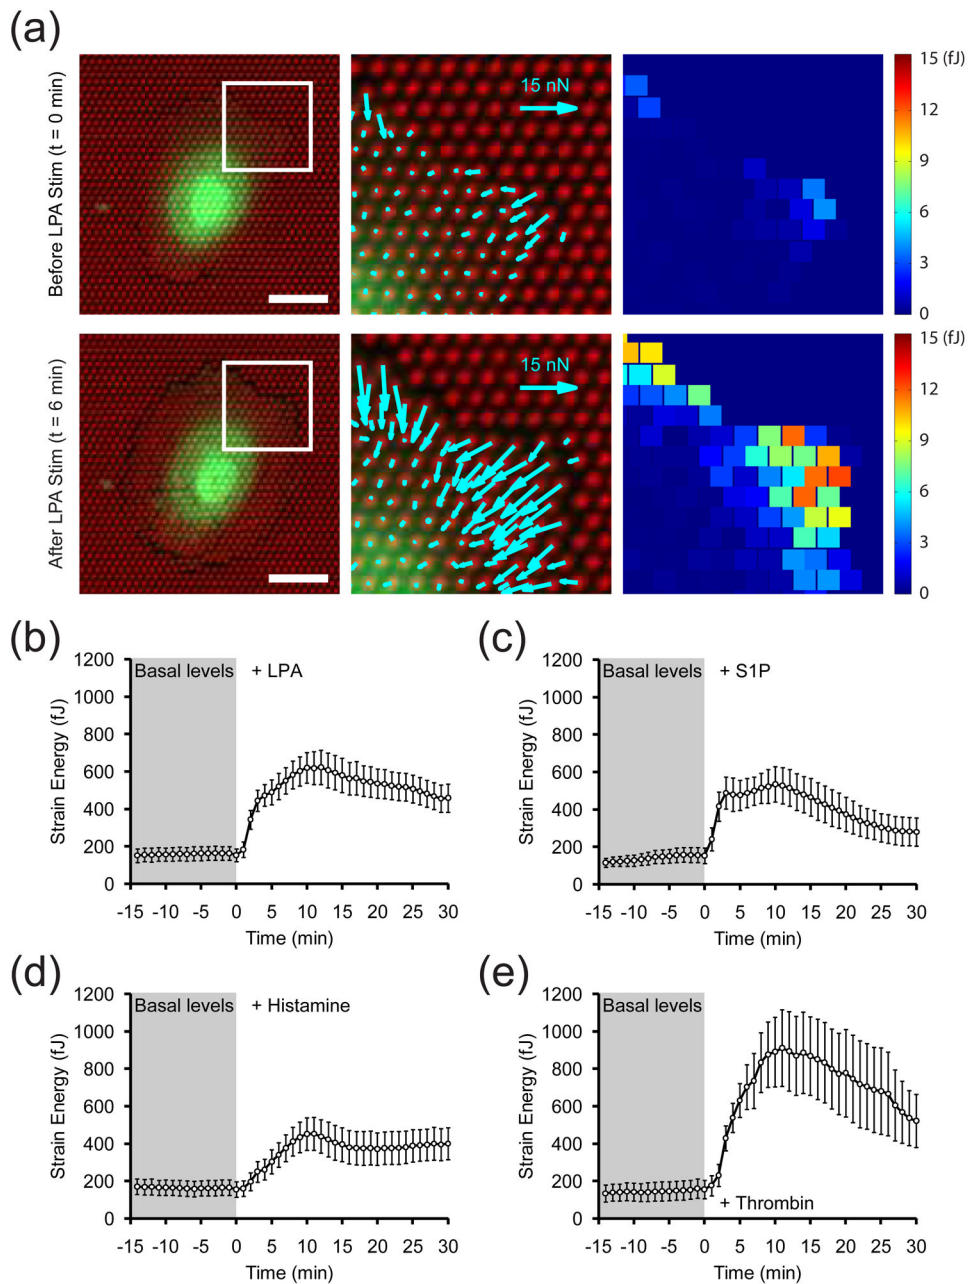 (a)
Before LPA Stim (t = 0 min)
15 nN
15 (fJ)
12
9
6
3
0
After LPA Stim (t = 6 min)
15 nN
15 (fJ)
12
9
6
3
0
(b)
Strain Energy (fJ)
1200
1000
800
600
400
200
0
Basal levels
+ LPA
-15 -10 -5 0 5 10 15 20 25 30
Time (min)
(c)
Strain Energy (fJ)
1200
1000
800
600
400
200
0
Basal levels
+ S1P
-15 -10 -5 0 5 10 15 20 25 30
Time (min)
(d)
Strain Energy (fJ)
1200
1000
800
600
400
200
0
Basal levels
+ Histamine
-15 -10 -5 0 5 10 15 20 25 30
Time (min)
(e)
Strain Energy (fJ)
1200
1000
800
600
400
200
0
Basal levels
+ Thrombin
-15 -10 -5 0 5 10 15 20 25 30
Time (min)